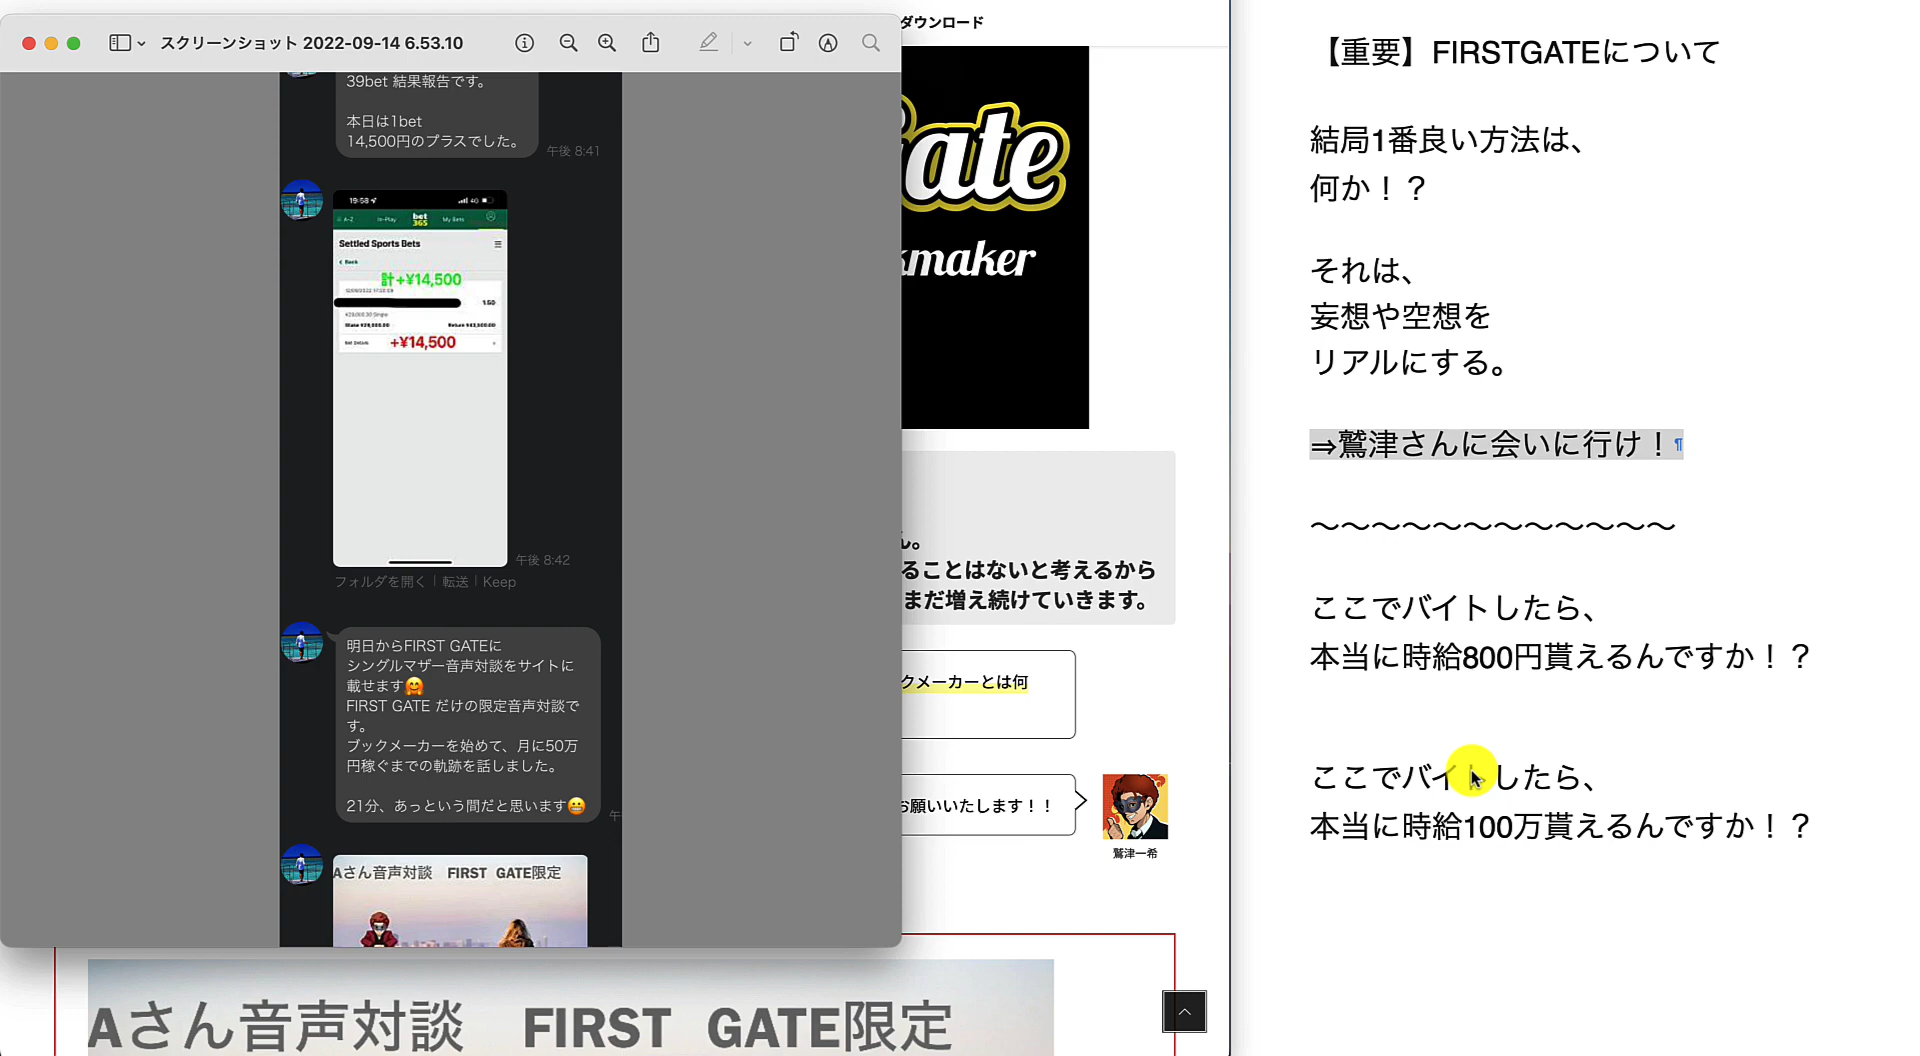 スクリーンショット 2022-09-14 6.53.10
39bet 結果報告です。
本日は1bet
14,500円のプラスでした。
午後 8:41
19:58
4G
A-Z In-Play bet365 My Bets
Settled Sports Bets
Back
計+¥14,500
1.50
Bet Details
+¥14,500
午後 8:42
フォルダを開く | 転送 | Keep
明日からFIRST GATEに
シングルマザー音声対談をサイトに
載せます🤗
FIRST GATE だけの限定音声対談で
す。
ブックメーカーを始めて、月に50万
円稼ぐまでの軌跡を話しました。
21分、あっという間だと思います😬
午
Aさん音声対談 FIRST GATE限定
ダウンロード
ate
maker
ん。
ることはないと考えるから
まだ増え続けていきます。
クメーカーとは何
お願いいたします！！
鷲津一希
Aさん音声対談 FIRST GATE限定
【重要】FIRSTGATEについて
結局1番良い方法は、
何か！？
それは、
妄想や空想を
リアルにする。
⇒鷲津さんに会いに行け！
〜〜〜〜〜〜〜〜〜〜〜〜
ここでバイトしたら、
本当に時給800円貰えるんですか！？
ここでバイトしたら、
本当に時給100万貰えるんですか！？